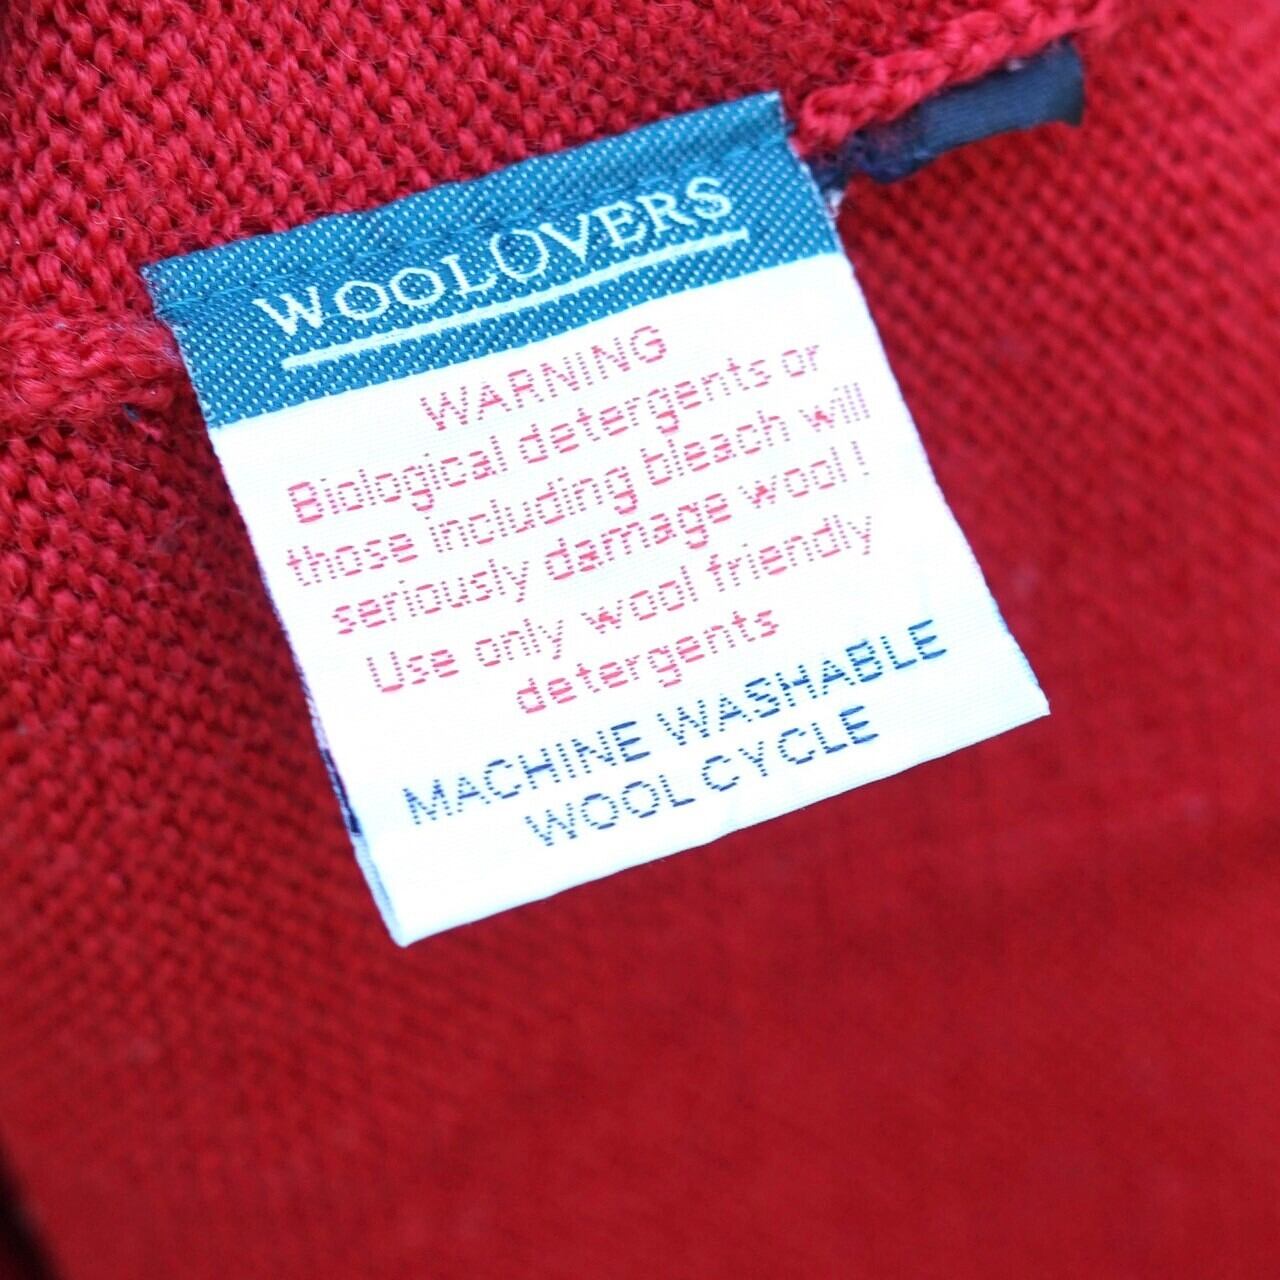 WOOLOVERS
WARNING
Biological detergents or
those including bleach will
seriously damage wool!
Use only wool friendly
detergents
MACHINE WASHABLE
WOOL CYCLE